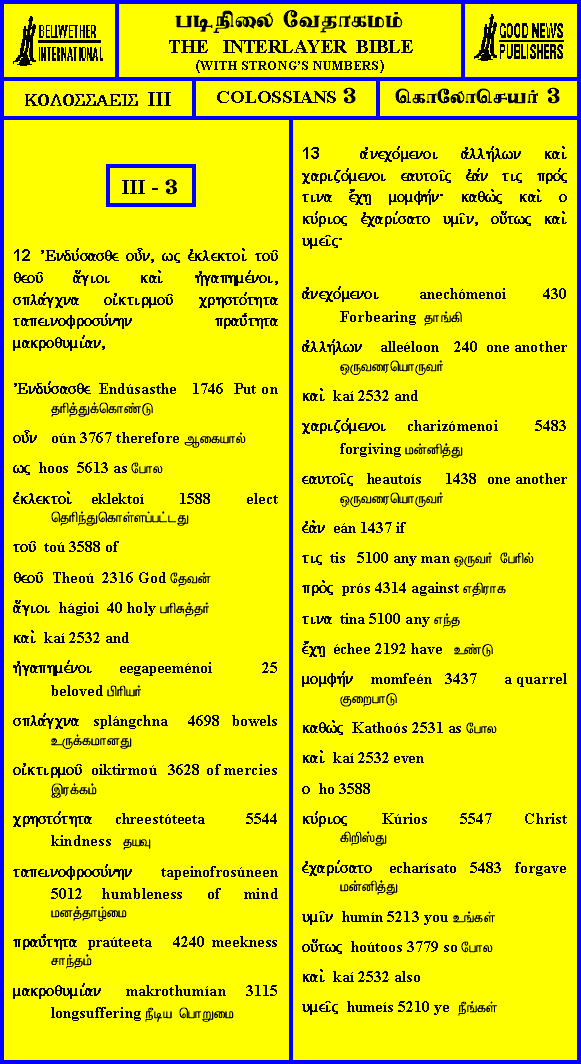 BELLWETHER
INTERNATIONAL
படிநிலை வேதாகமம்
THE INTERLAYER BIBLE
(WITH STRONG'S NUMBERS)
GOOD NEWS
PUBLISHERS
ΚΟΛΟΣΣΑΕΙΣ III
COLOSSIANS 3
கொலோசெயர் 3
III - 3
12 Ἐνδύσασθε οὖν, ως ἐκλεκτοὶ τοῦ
θεοῦ ἅγιοι καὶ ἠγαπημένοι,
σπλάγχνα οἰκτιρμοῦ χρηστότητα
ταπεινοφροσύνην πραΰτητα
μακροθυμίαν,
Ἐνδύσασθε Endúsasthe 1746 Put on
தரித்துக்கொண்டு
οὖν oún 3767 therefore ஆகையால்
ως hoos 5613 as போல
ἐκλεκτοὶ eklektoí 1588 elect
தெரிந்துகொள்ளப்பட்டது
τοῦ toú 3588 of
θεοῦ Theoú 2316 God தேவன்
ἅγιοι hágioi 40 holy பரிசுத்தர்
καὶ kaí 2532 and
ἠγαπημένοι eegapeeménoi 25
beloved பிரியர்
σπλάγχνα splángchna 4698 bowels
உருக்கமானது
οἰκτιρμοῦ oiktirmoú 3628 of mercies
இரக்கம்
χρηστότητα chreestóteeta 5544
kindness தயவு
ταπεινοφροσύνην tapeinofrosúneen
5012 humbleness of mind
மனத்தாழ்மை
πραΰτητα praúteeta 4240 meekness
சாந்தம்
μακροθυμίαν makrothumían 3115
longsuffering நீடிய பொறுமை
13 ἀνεχόμενοι ἀλλήλων καὶ
χαριζόμενοι εαυτοῖς ἐάν τις πρός
τινα ἔχῃ μομφήν· καθὼς καὶ ο
κύριος ἐχαρίσατο υμῖν, οὕτως καὶ
υμεῖς·
ἀνεχόμενοι anechómenoi 430
Forbearing தாங்கி
ἀλλήλων alleéloon 240 one another
ஒருவரையொருவர்
καὶ kaí 2532 and
χαριζόμενοι charizómenoi 5483
forgiving மன்னித்து
εαυτοῖς heautoís 1438 one another
ஒருவரையொருவர்
ἐὰν eán 1437 if
τις tis 5100 any man ஒருவர் பேரில்
πρὸς prós 4314 against எதிராக
τινα tina 5100 any எந்த
ἔχῃ échee 2192 have உண்டு
μομφήν momfeén 3437 a quarrel
குறைபாடு
καθὼς Kathoós 2531 as போல
καὶ kaí 2532 even
ο ho 3588
κύριος Kúrios 5547 Christ
கிறிஸ்து
ἐχαρίσατο echarísato 5483 forgave
மன்னித்து
υμῖν humín 5213 you உங்கள்
οὕτως hoútoos 3779 so போல
καὶ kaí 2532 also
υμεῖς humeís 5210 ye நீங்கள்